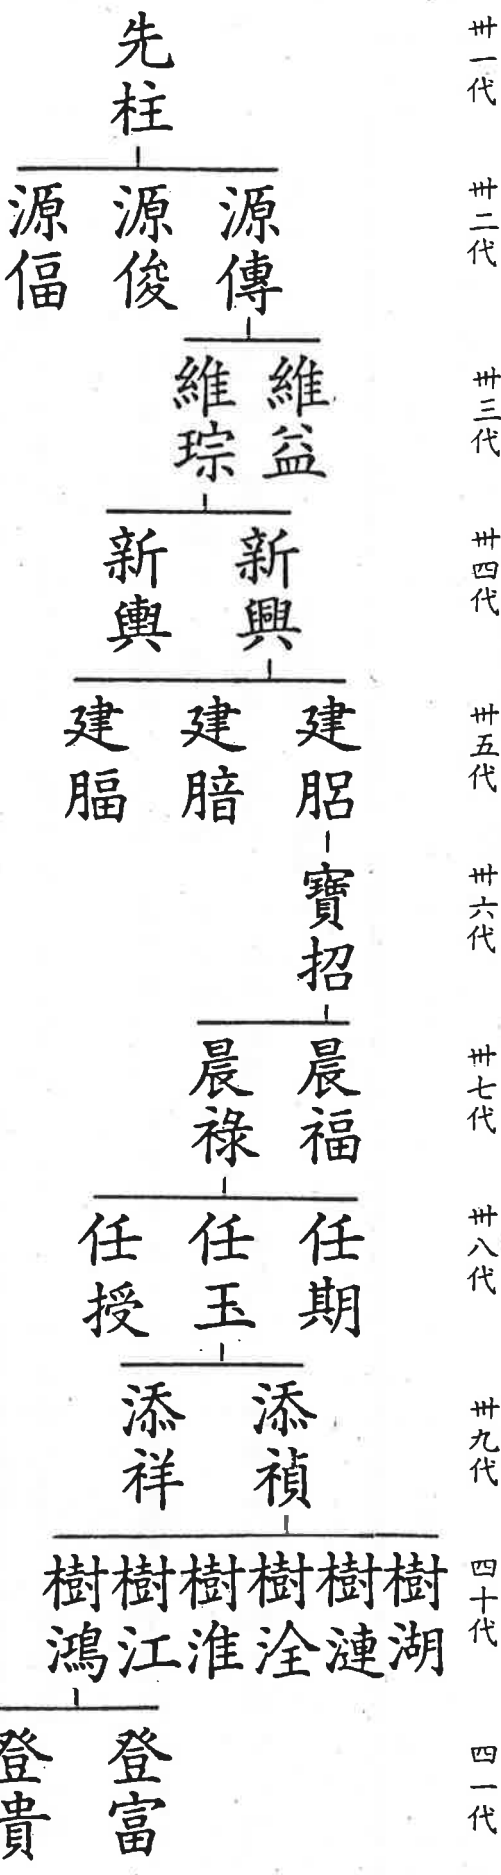 卅一代
先柱
卅二代
源傳 源俊 源偪
卅三代
維益 維琮
卅四代
新興 新輿
卅五代
建䏽 建腤 建腷
卅六代
寶招
卅七代
晨福 晨祿
卅八代
任期 任玉 任授
卅九代
添禎 添祥
四十代
樹湖 樹漣 樹洤 樹淮 樹江 樹鴻
四一代
登富 登貴